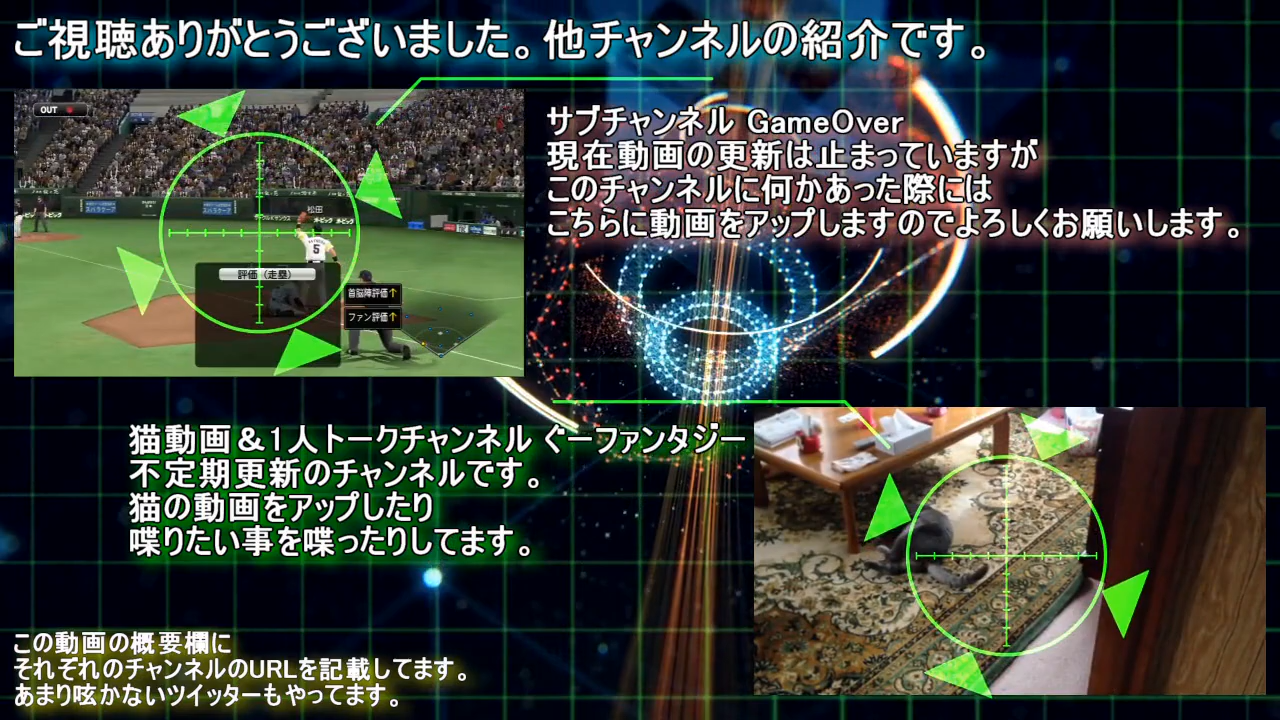 ご視聴ありがとうございました。他チャンネルの紹介です。
OUT
サブチャンネル GameOver
現在動画の更新は止まっていますが
このチャンネルに何かあった際には
こちらに動画をアップしますのでよろしくお願いします。
松田
5
評価(走塁)
首脳陣評価↑
ファン評価↑
猫動画&1人トークチャンネル ぐーファンタジー
不定期更新のチャンネルです。
猫の動画をアップしたり
喋りたい事を喋ったりしてます。
この動画の概要欄に
それぞれのチャンネルのURLを記載してます。
あまり呟かないツイッターもやってます。